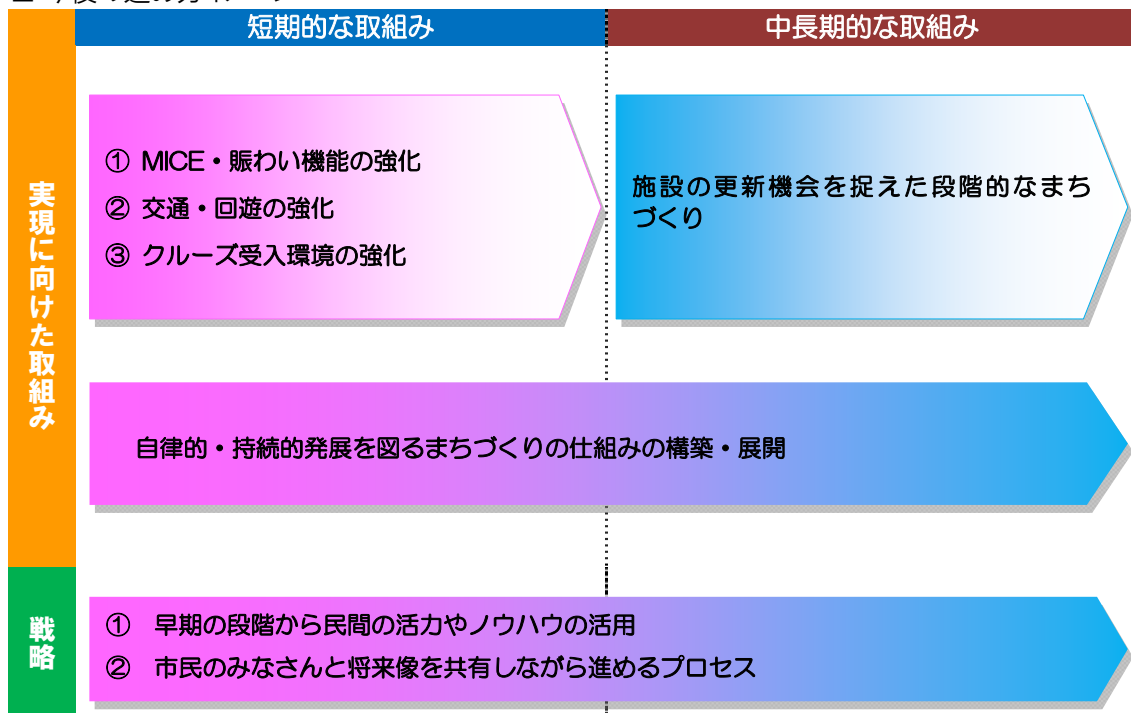 短期的な取組み
中長期的な取組み
実現に向けた取組み
① MICE・賑わい機能の強化
② 交通・回遊の強化
③ クルーズ受入環境の強化
施設の更新機会を捉えた段階的なまち
づくり
自律的・持続的発展を図るまちづくりの仕組みの構築・展開
戦略
① 早期の段階から民間の活力やノウハウの活用
② 市民のみなさんと将来像を共有しながら進めるプロセス